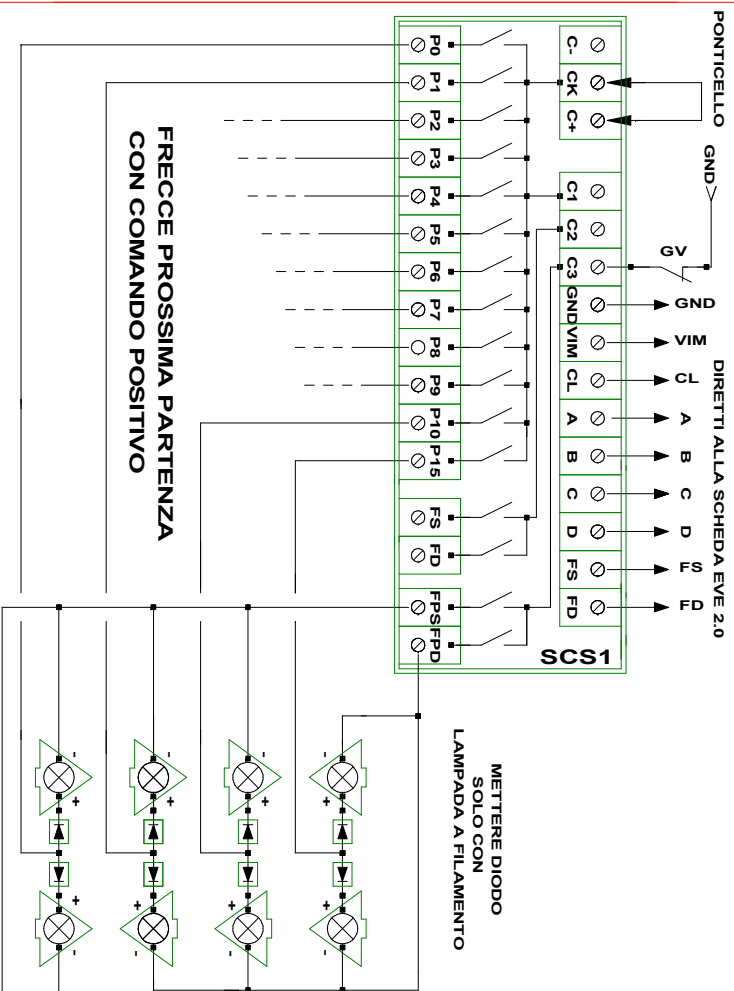 PONTICELLO
GND
DIRETTI ALLA SCHEDA EVE 2.0
GV
GND VIM CL A B C D FS FD
C- CK C+ C1 C2 C3 GND VIM CL A B C D FS FD
SCS1
P0 P1 P2 P3 P4 P5 P6 P7 P8 P9 P10 P15 FS FD FPS FPD
METTERE DIODO
SOLO CON
LAMPADA A FILAMENTO
FRECCE PROSSIMA PARTENZA
CON COMANDO POSITIVO
- - - -
+ + + +
+ + + +
- - - -